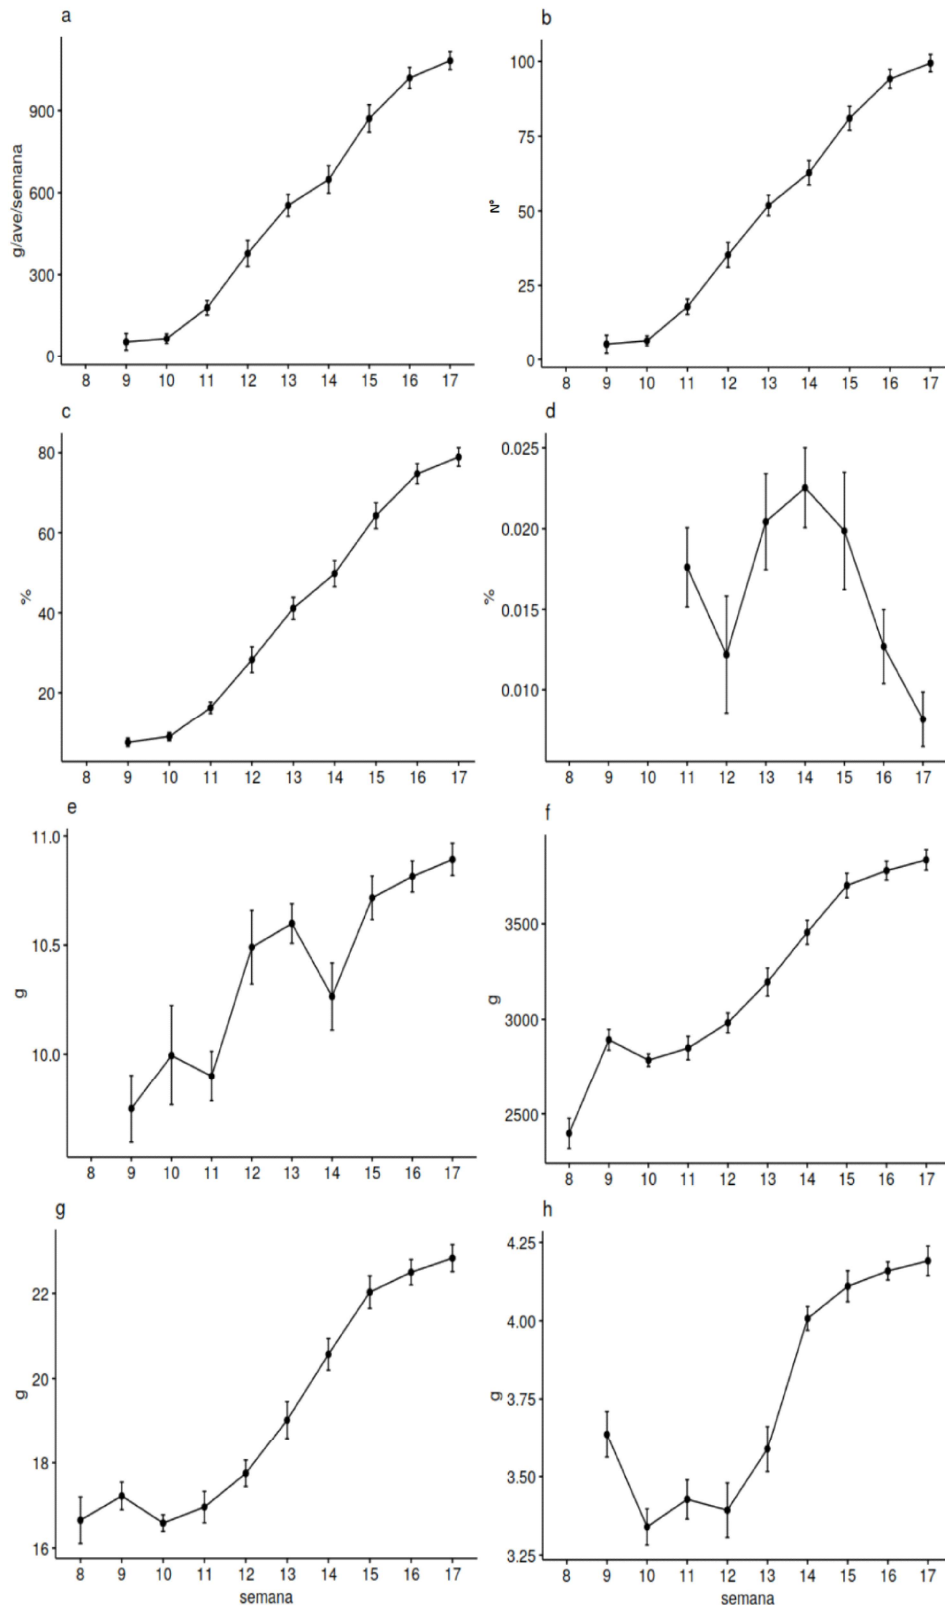 a
g/ave/semana
900
600
300
0
8 9 10 11 12 13 14 15 16 17
b
N°
100
75
50
25
0
8 9 10 11 12 13 14 15 16 17
c
%
80
60
40
20
8 9 10 11 12 13 14 15 16 17
d
%
0.025
0.020
0.015
0.010
8 9 10 11 12 13 14 15 16 17
e
g
11.0
10.5
10.0
8 9 10 11 12 13 14 15 16 17
f
g
3500
3000
2500
8 9 10 11 12 13 14 15 16 17
g
g
22
20
18
16
8 9 10 11 12 13 14 15 16 17
semana
h
g
4.25
4.00
3.75
3.50
3.25
8 9 10 11 12 13 14 15 16 17
semana